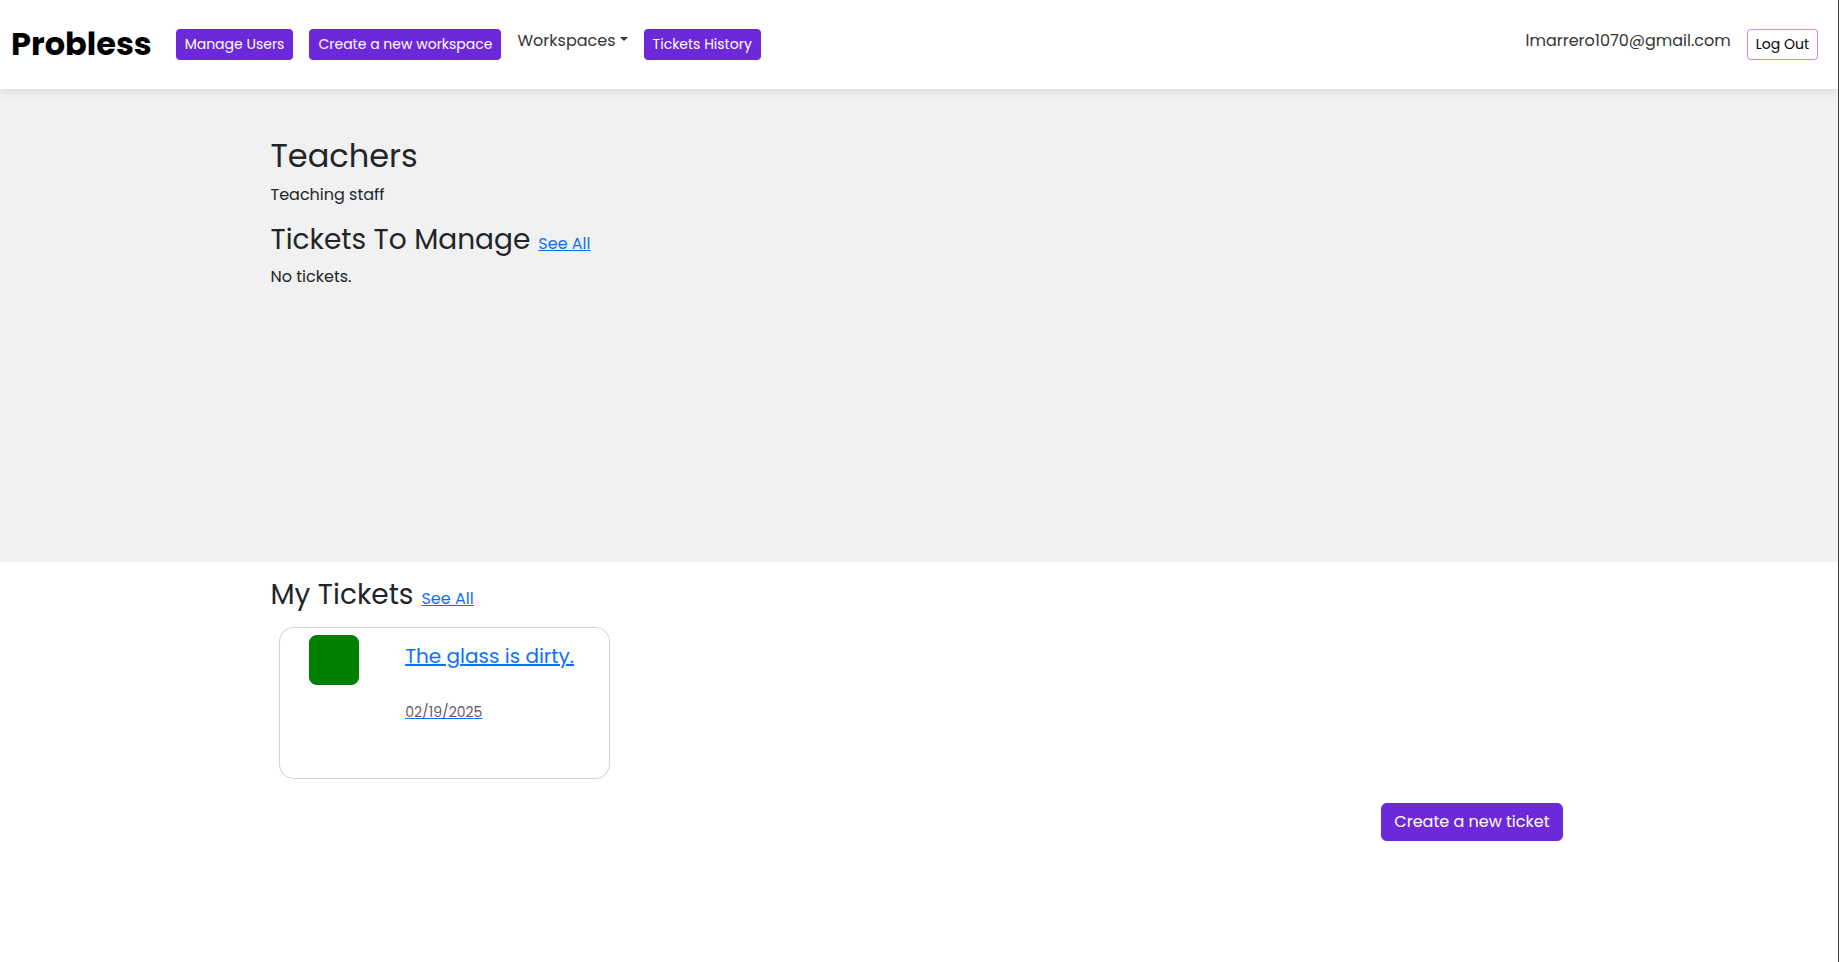 Probless Manage Users Create a new workspace Workspaces Tickets History lmarrero1070@gmail.com Log Out
Teachers
Teaching staff
Tickets To Manage See All
No tickets.
My Tickets See All
The glass is dirty.
02/19/2025
Create a new ticket